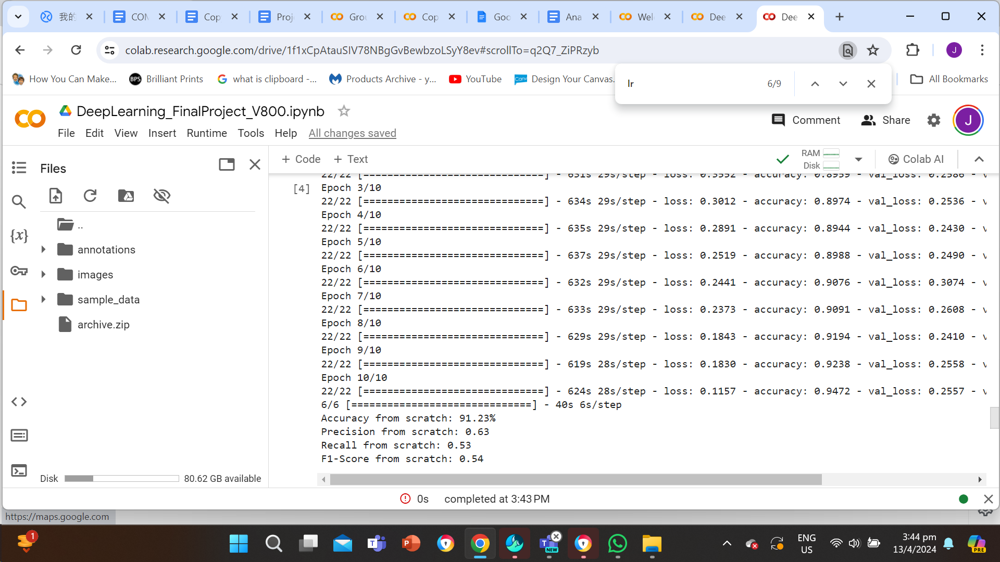 我的
CON
Cop
Proj
Grou
Cop
Goo
Ana
Wel
Dee
Dee
colab.research.google.com/drive/1f1xCpAtauSIV78NBgGvBewbzoLSyY8ev#scrollTo=q2Q7_ZiPRzyb
J
How You Can Make...
BPS
Brilliant Prints
what is clipboard -...
Products Archive - y...
YouTube
Canv
Design Your Canvas.
lr
6/9
All Bookmarks
DeepLearning_FinalProject_V800.ipynb
File Edit View Insert Runtime Tools Help All changes saved
Comment
Share
J
Files
+ Code + Text
RAM
Disk
Colab AI
..
annotations
images
sample_data
archive.zip
Disk
80.62 GB available
[4]
22/22 [==============================] - 631s 29s/step - loss: 0.3552 - accuracy: 0.8959 - val_loss: 0.2586 - v
Epoch 3/10
22/22 [==============================] - 634s 29s/step - loss: 0.3012 - accuracy: 0.8974 - val_loss: 0.2536 - v
Epoch 4/10
22/22 [==============================] - 635s 29s/step - loss: 0.2891 - accuracy: 0.8944 - val_loss: 0.2430 - v
Epoch 5/10
22/22 [==============================] - 637s 29s/step - loss: 0.2519 - accuracy: 0.8988 - val_loss: 0.2490 - v
Epoch 6/10
22/22 [==============================] - 632s 29s/step - loss: 0.2441 - accuracy: 0.9076 - val_loss: 0.3074 - v
Epoch 7/10
22/22 [==============================] - 633s 29s/step - loss: 0.2373 - accuracy: 0.9091 - val_loss: 0.2608 - v
Epoch 8/10
22/22 [==============================] - 629s 29s/step - loss: 0.1843 - accuracy: 0.9194 - val_loss: 0.2410 - v
Epoch 9/10
22/22 [==============================] - 619s 28s/step - loss: 0.1830 - accuracy: 0.9238 - val_loss: 0.2558 - v
Epoch 10/10
22/22 [==============================] - 624s 28s/step - loss: 0.1157 - accuracy: 0.9472 - val_loss: 0.2557 - v
6/6 [==============================] - 40s 6s/step
Accuracy from scratch: 91.23%
Precision from scratch: 0.63
Recall from scratch: 0.53
F1-Score from scratch: 0.54
0s completed at 3:43 PM
https://maps.google.com
1
NEW
ENG
US
3:44 pm
13/4/2024
PRE